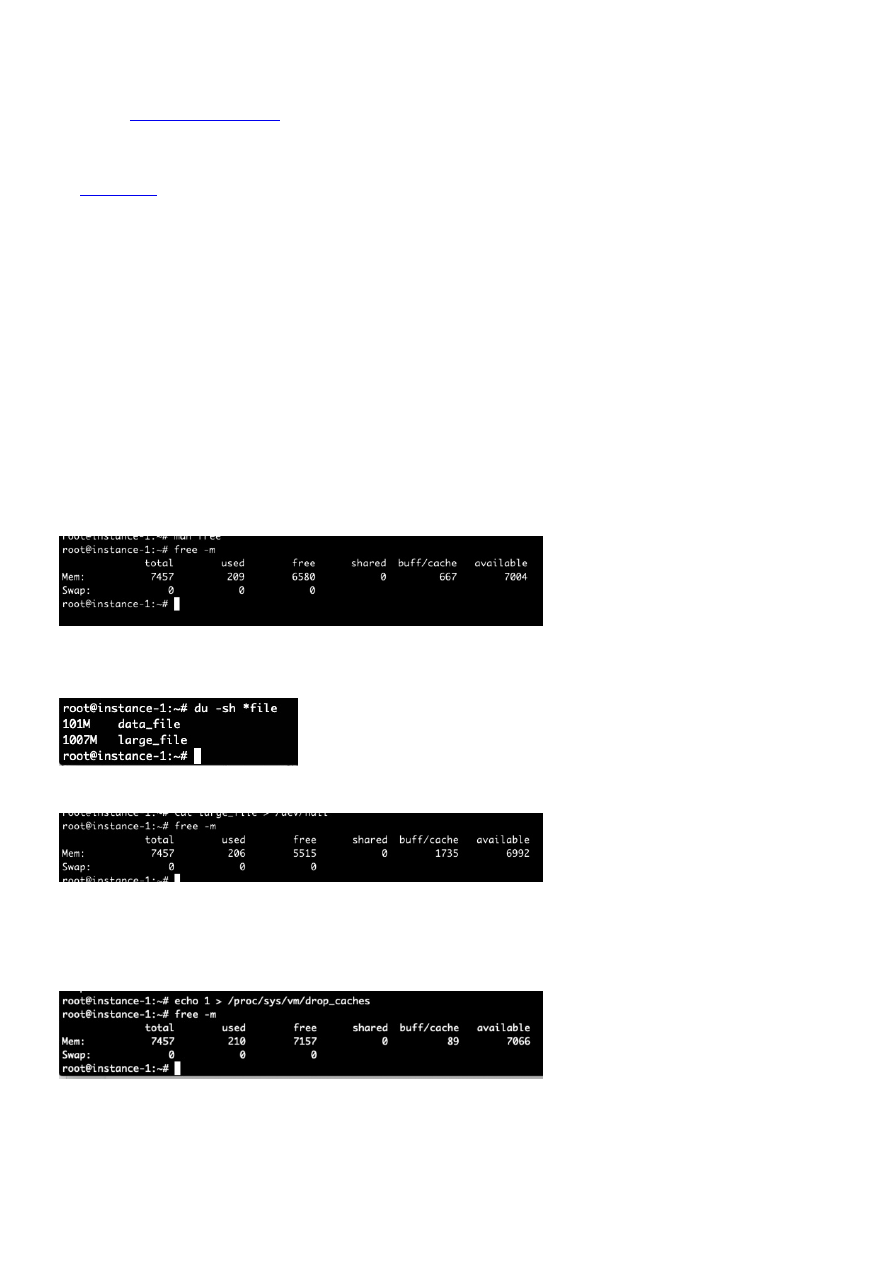 root@instance-1:~# man free
root@instance-1:~# free -m
total used free shared buff/cache available
Mem: 7457 209 6580 0 667 7004
Swap: 0 0 0
root@instance-1:~#
root@instance-1:~# du -sh *file
101M data_file
1007M large_file
root@instance-1:~#
root@instance-1:~# cat large_file > /dev/null
root@instance-1:~# free -m
total used free shared buff/cache available
Mem: 7457 206 5515 0 1735 6992
Swap: 0 0 0
root@instance-1:~#
root@instance-1:~# echo 1 > /proc/sys/vm/drop_caches
root@instance-1:~# free -m
total used free shared buff/cache available
Mem: 7457 210 7157 0 89 7066
Swap: 0 0 0
root@instance-1:~#